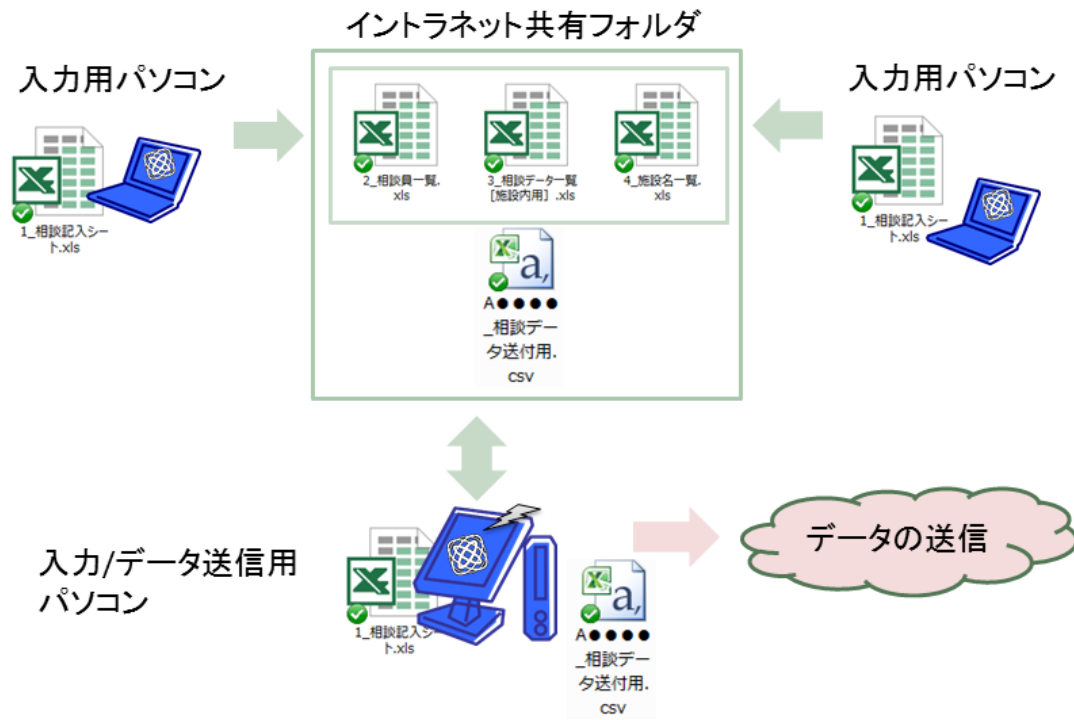 イントラネット共有フォルダ
入力用パソコン
入力用パソコン
1_相談記入シー
ト.xls
2_相談員一覧.
xls
3_相談データ一覧
[施設内用] .xls
4_施設名一覧.
xls
1_相談記入シー
ト.xls
a,
A●●●●
_相談デー
タ送付用.
csv
入力/データ送信用
パソコン
1_相談記入シー
ト.xls
a,
A●●●●
_相談デー
タ送付用.
csv
データの送信